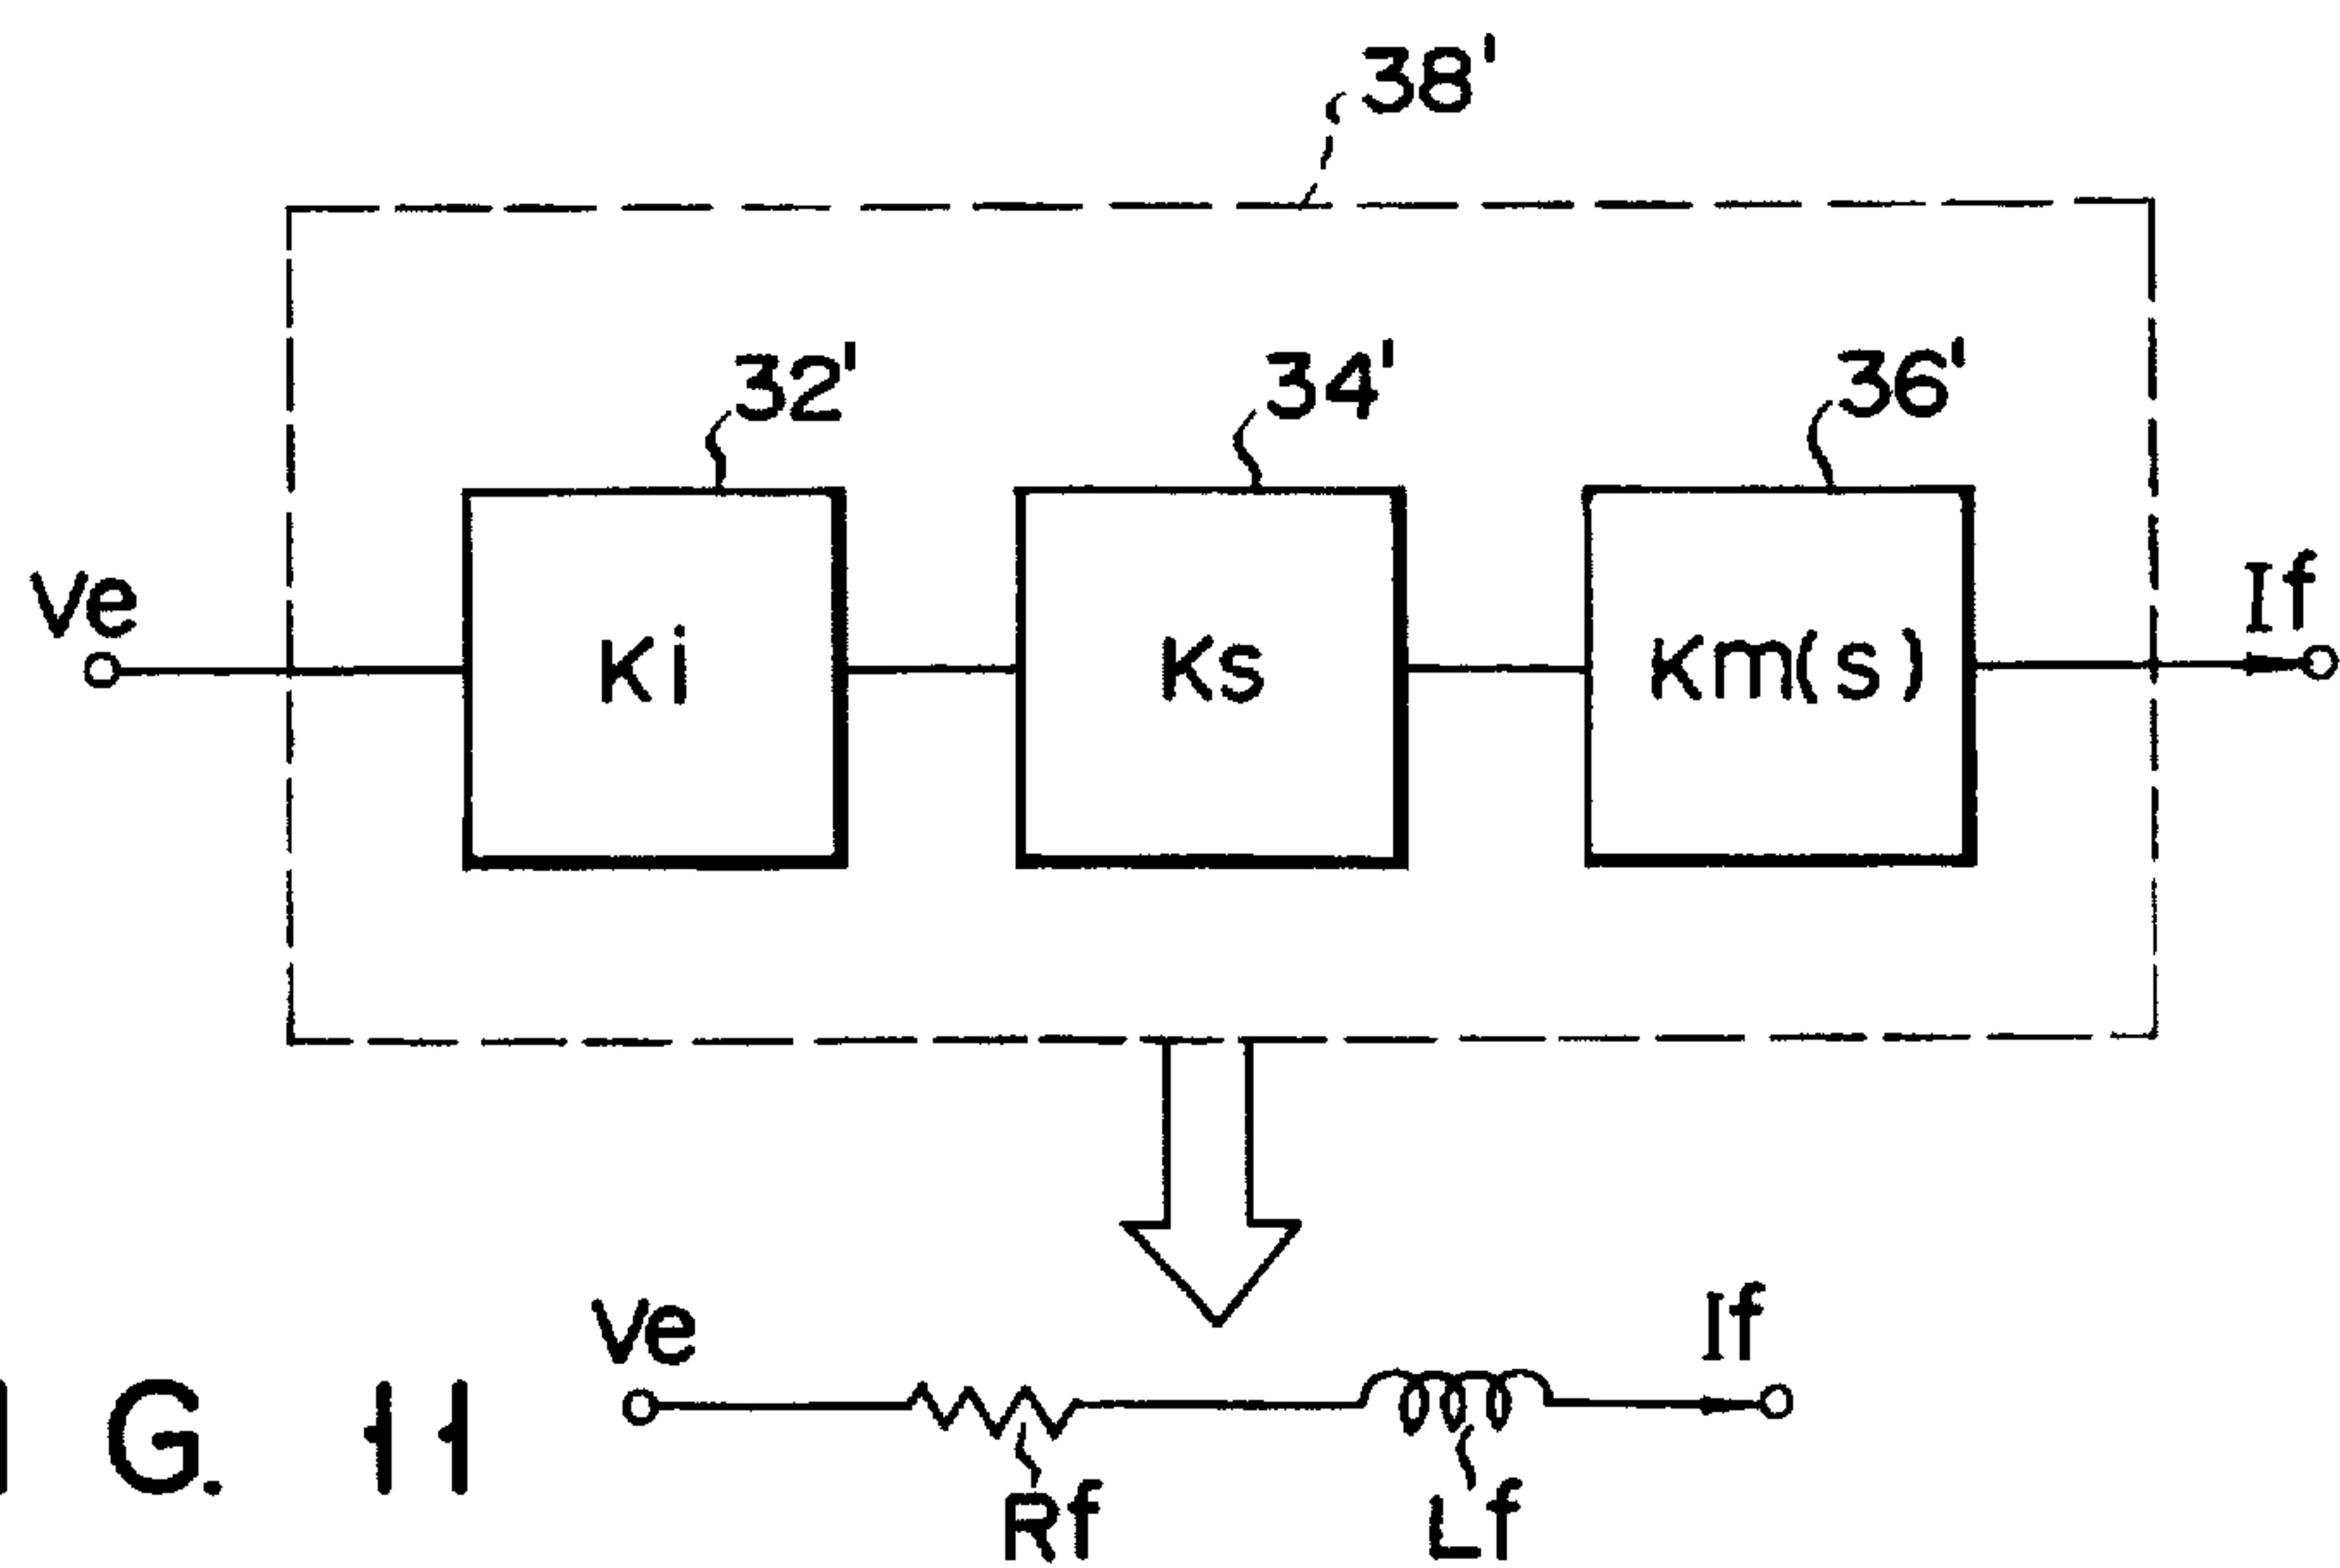 38'
32' 34' 36'
ve Ki Ks Km(s) If
ve If
G. 11
Rf Lf